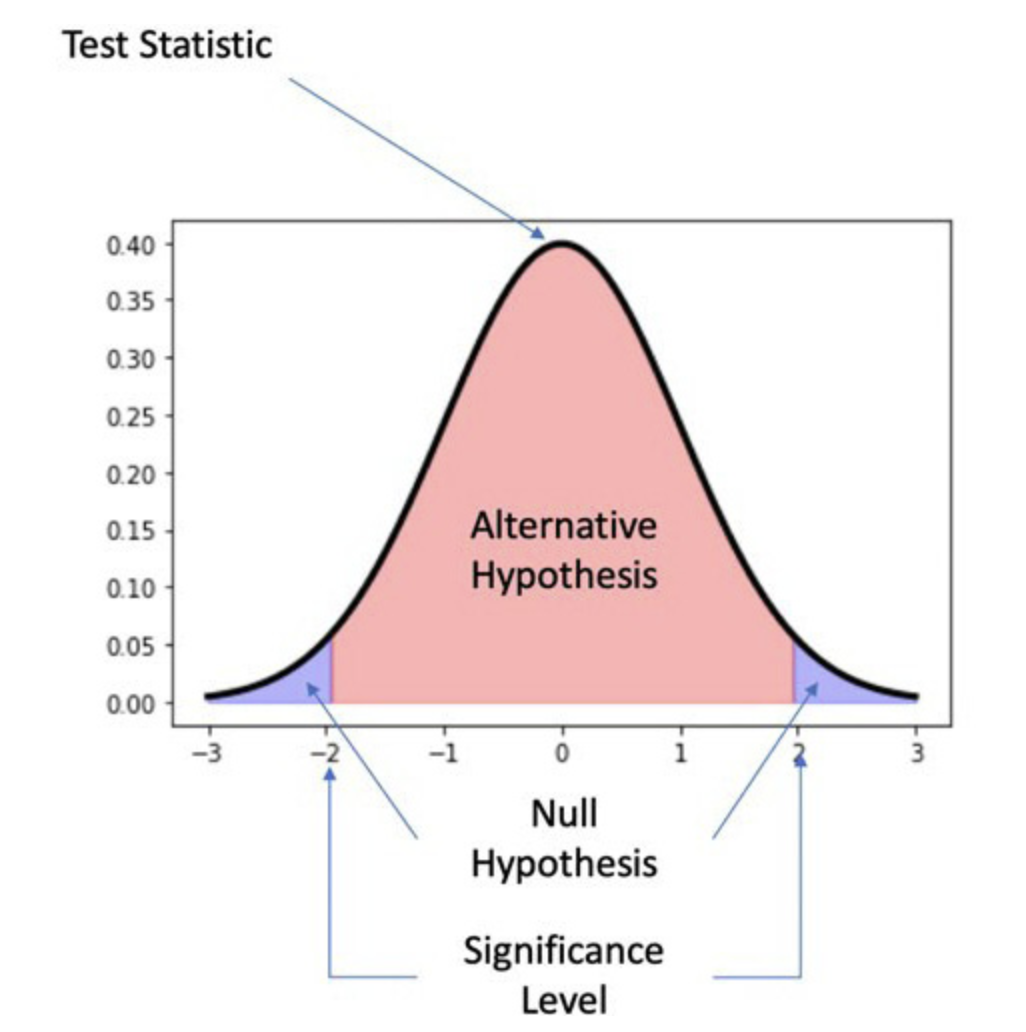 Test Statistic
0.40
0.35
0.30
0.25
0.20
0.15
0.10
0.05
0.00
Alternative
Hypothesis
−3
−2
−1
0
1
2
3
Null
Hypothesis
Significance
Level